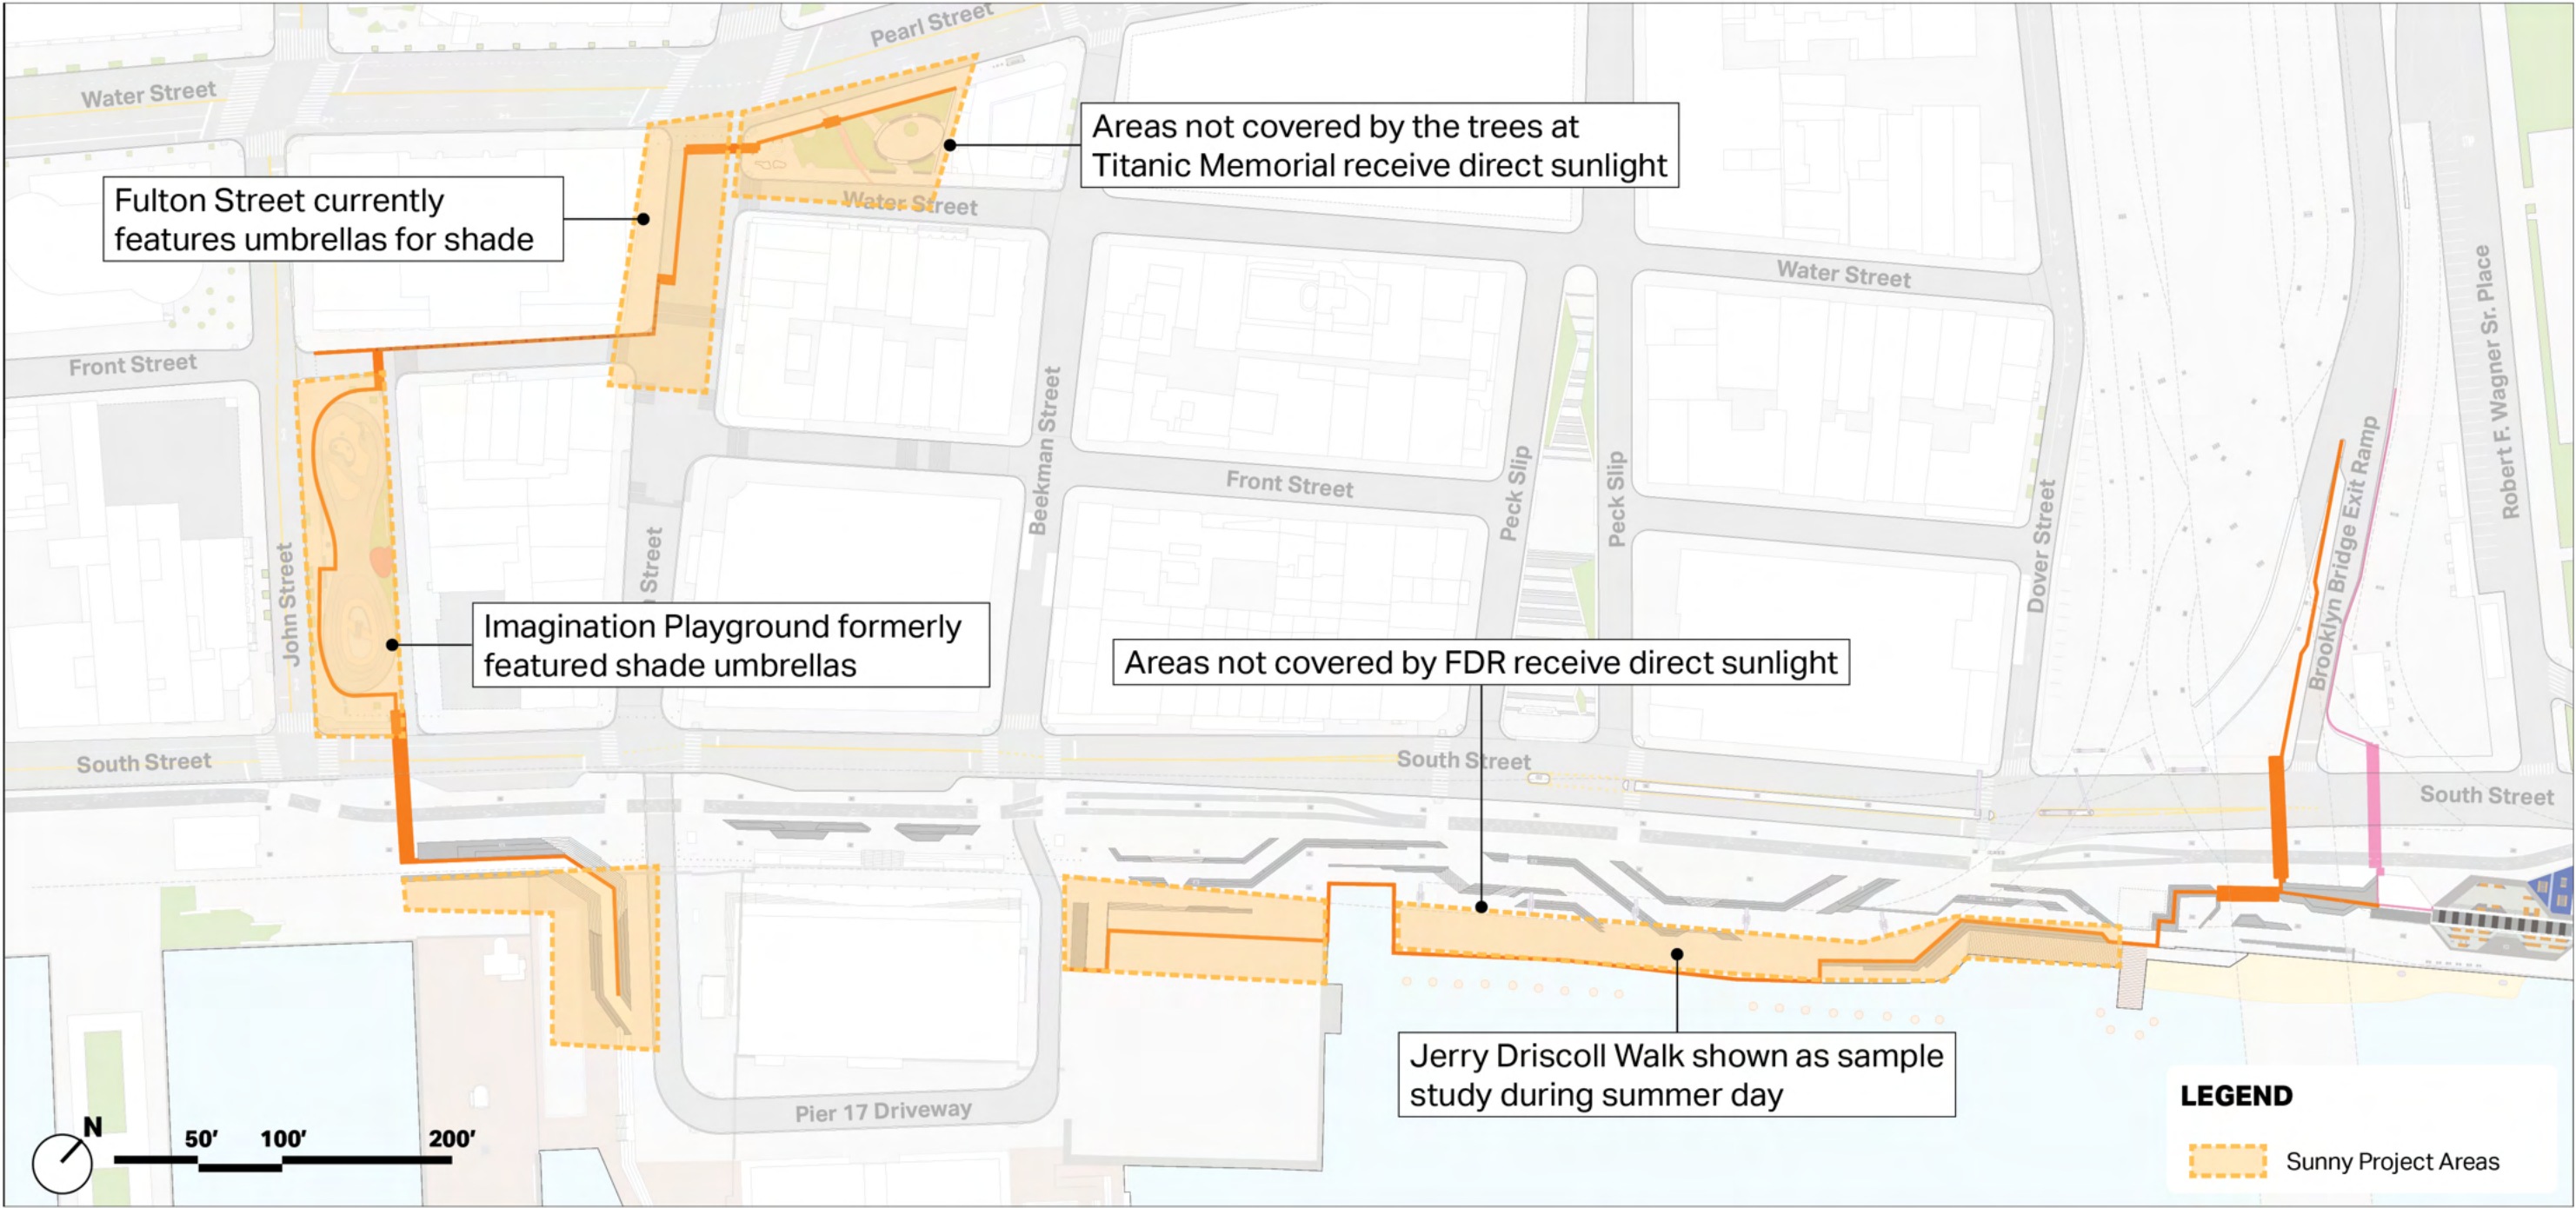 Pearl Street
Water Street
Areas not covered by the trees at
Titanic Memorial receive direct sunlight
Fulton Street currently
features umbrellas for shade
Water Street
Water Street
Front Street
Front Street
Beekman Street
Peck Slip
Peck Slip
Dover Street
Brooklyn Bridge Exit Ramp
Robert F. Wagner Sr. Place
John Street
Street
Imagination Playground formerly
featured shade umbrellas
Areas not covered by FDR receive direct sunlight
South Street
South Street
South Street
Jerry Driscoll Walk shown as sample
study during summer day
Pier 17 Driveway
N
50' 100' 200'
LEGEND
Sunny Project Areas